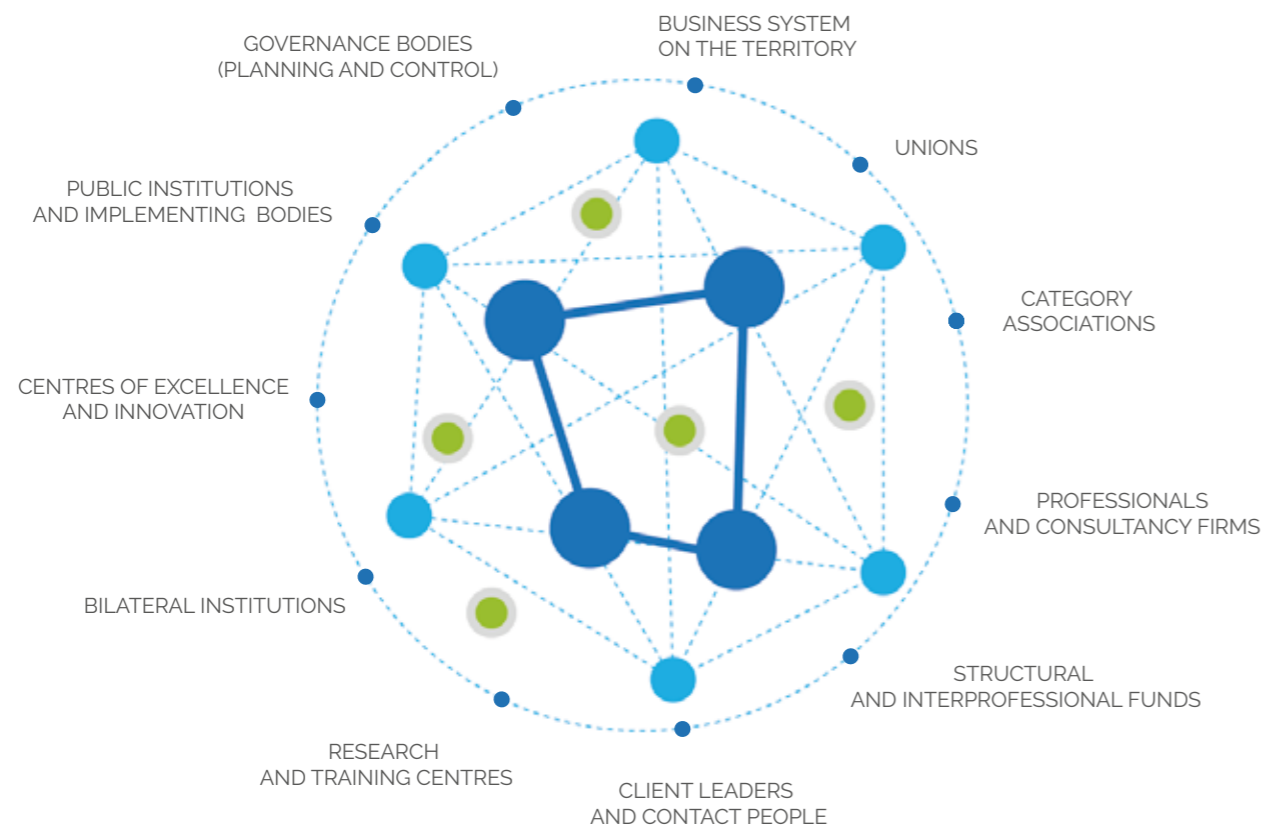 BUSINESS SYSTEM
ON THE TERRITORY
GOVERNANCE BODIES
(PLANNING AND CONTROL)
UNIONS
PUBLIC INSTITUTIONS
AND IMPLEMENTING BODIES
CATEGORY
ASSOCIATIONS
CENTRES OF EXCELLENCE
AND INNOVATION
PROFESSIONALS
AND CONSULTANCY FIRMS
BILATERAL INSTITUTIONS
STRUCTURAL
AND INTERPROFESSIONAL FUNDS
RESEARCH
AND TRAINING CENTRES
CLIENT LEADERS
AND CONTACT PEOPLE